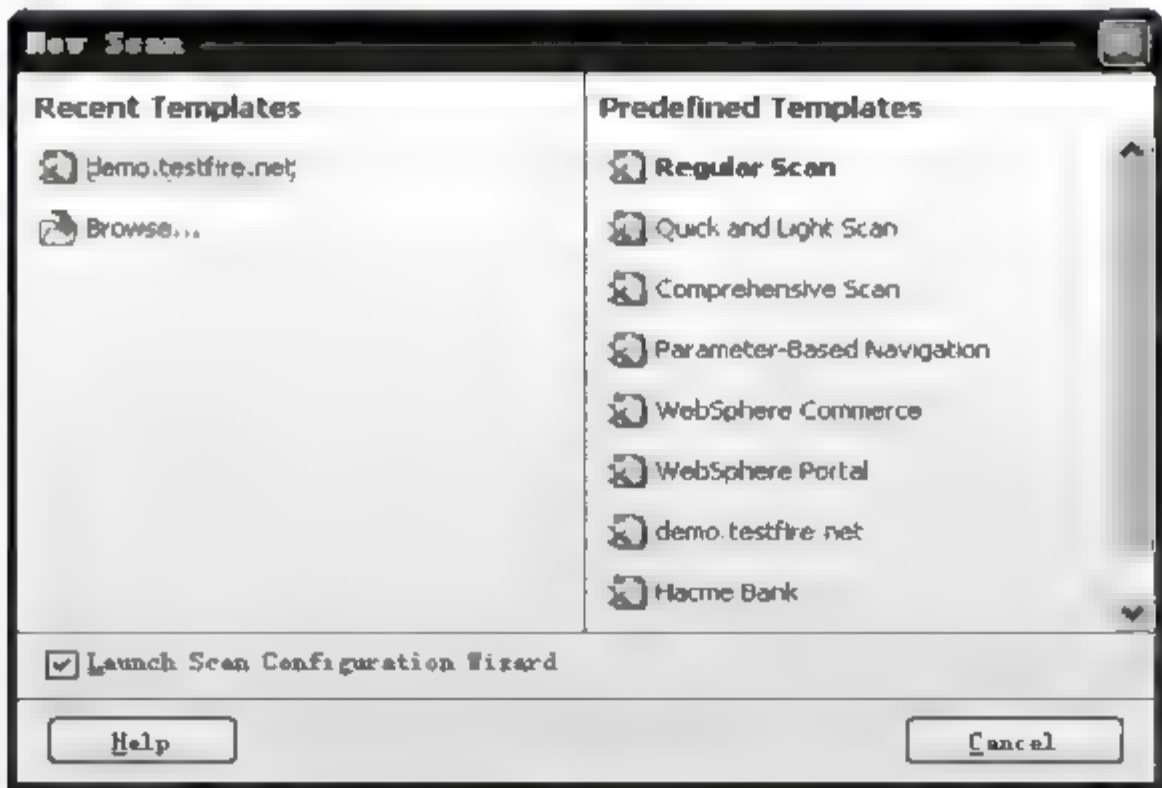 New Scan
Recent Templates
demo.testfire.net
Browse...
Predefined Templates
Regular Scan
Quick and Light Scan
Comprehensive Scan
Parameter-Based Navigation
WebSphere Commerce
WebSphere Portal
demo.testfire.net
Hacme Bank
Launch Scan Configuration Wizard
Help
Cancel